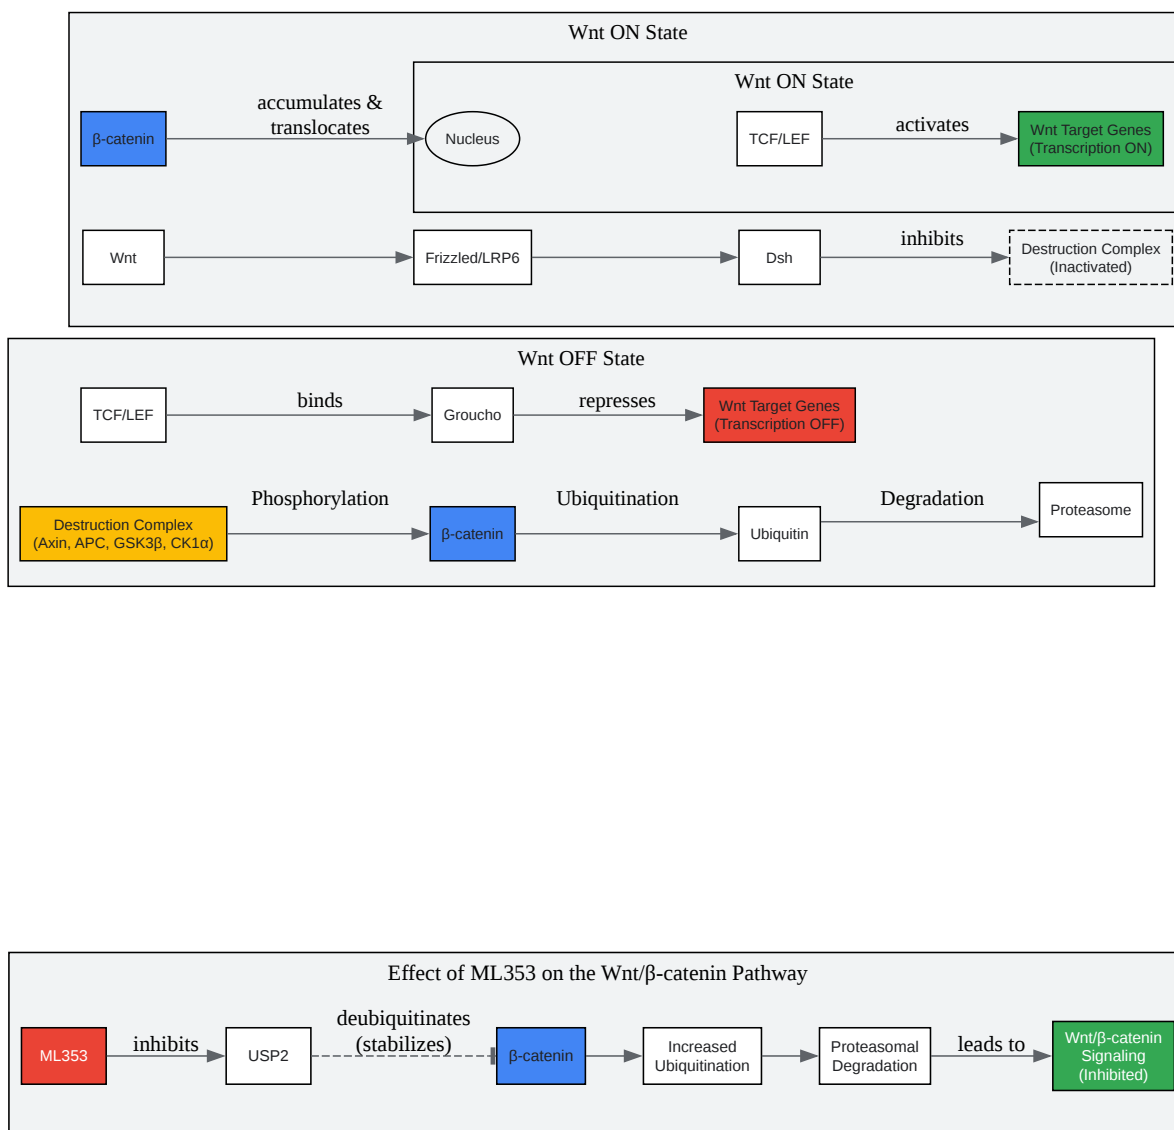 Wnt ON State
Wnt ON State
accumulates &
translocates
β-catenin
Nucleus
TCF/LEF
activates
Wnt Target Genes
(Transcription ON)
Wnt
Frizzled/LRP6
Dsh
inhibits
Destruction Complex
(Inactivated)
Wnt OFF State
TCF/LEF
binds
Groucho
represses
Wnt Target Genes
(Transcription OFF)
Destruction Complex
(Axin, APC, GSK3β, CK1α)
Phosphorylation
β-catenin
Ubiquitination
Ubiquitin
Degradation
Proteasome
Effect of ML353 on the Wnt/β-catenin Pathway
ML353
inhibits
USP2
deubiquitinates
(stabilizes)
β-catenin
Increased
Ubiquitination
Proteasomal
Degradation
leads to
Wnt/β-catenin
Signaling
(Inhibited)